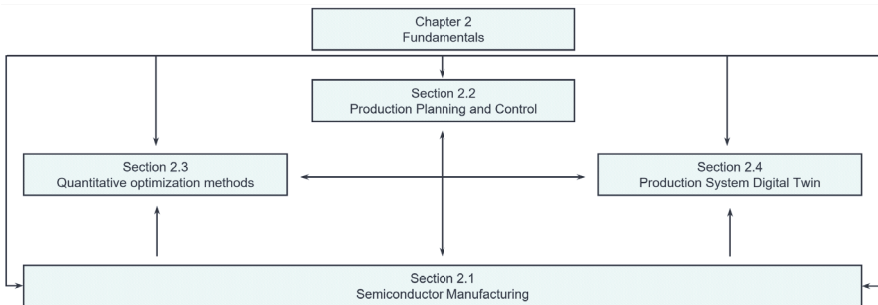 Chapter 2
Fundamentals
Section 2.2
Production Planning and Control
Section 2.3
Quantitative optimization methods
Section 2.4
Production System Digital Twin
Section 2.1
Semiconductor Manufacturing